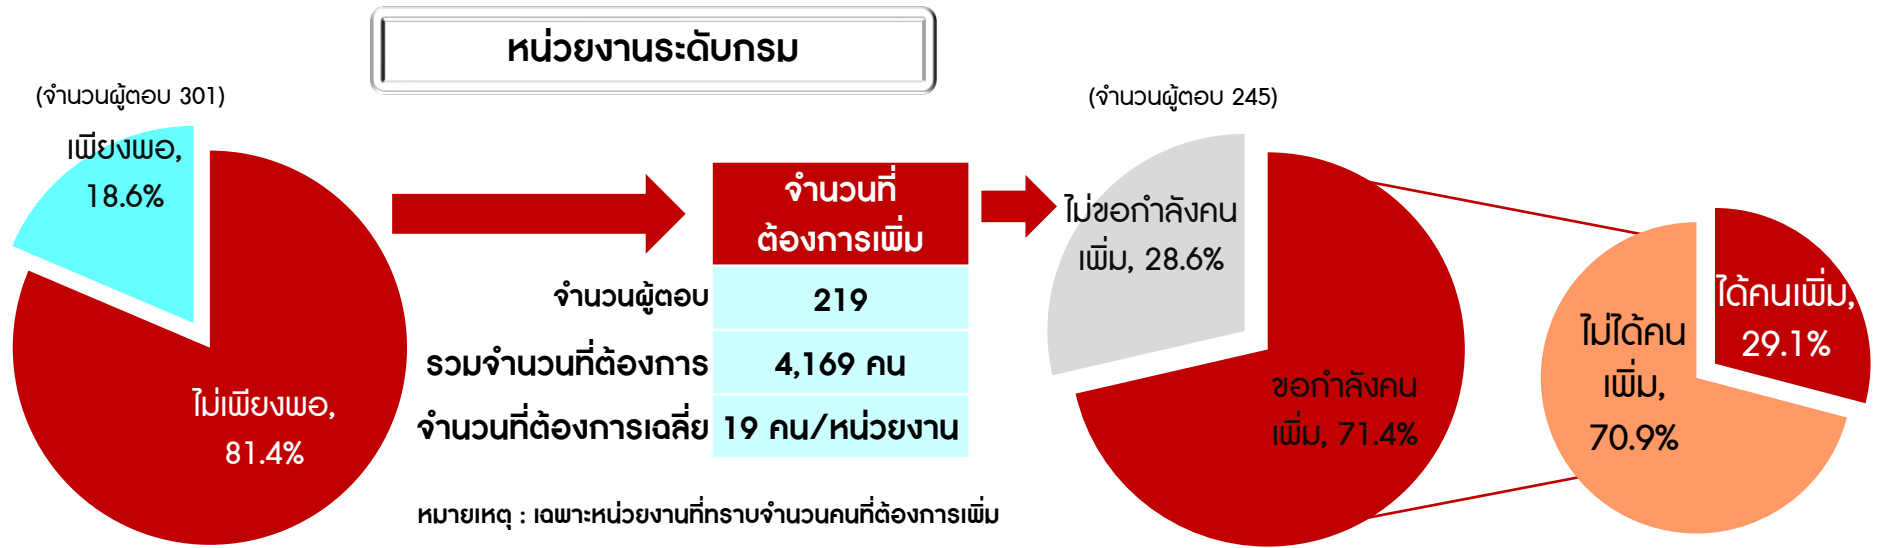 หน่วยงานระดับกรม
(จำนวนผู้ตอบ 301)
เพียงพอ,
18.6%
ไม่เพียงพอ,
81.4%
จำนวนที่
ต้องการเพิ่ม
จำนวนผู้ตอบ 219
รวมจำนวนที่ต้องการ 4,169 คน
จำนวนที่ต้องการเฉลี่ย 19 คน/หน่วยงาน
หมายเหตุ : เฉพาะหน่วยงานที่ทราบจำนวนคนที่ต้องการเพิ่ม
(จำนวนผู้ตอบ 245)
ไม่ขอกำลังคน
เพิ่ม, 28.6%
ขอกำลังคน
เพิ่ม, 71.4%
ไม่ได้คน
เพิ่ม,
70.9%
ได้คนเพิ่ม,
29.1%